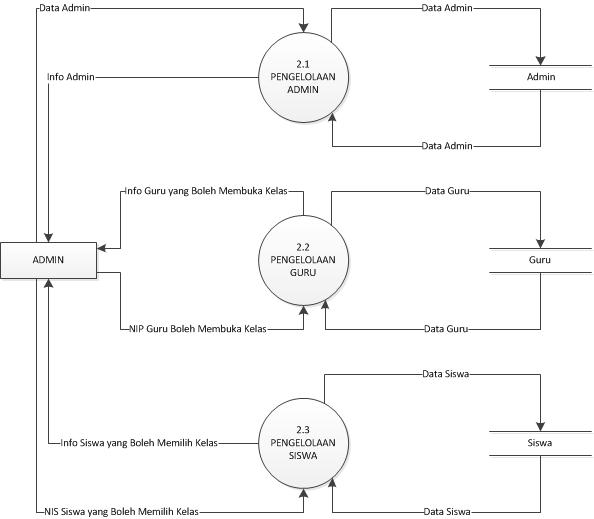 Data Admin
Data Admin
2.1
PENGELOLAAN
ADMIN
Info Admin
Admin
Data Admin
Info Guru yang Boleh Membuka Kelas
Data Guru
2.2
PENGELOLAAN
GURU
ADMIN
Guru
NIP Guru Boleh Membuka Kelas
Data Guru
Data Siswa
2.3
PENGELOLAAN
SISWA
Info Siswa yang Boleh Memilih Kelas
Siswa
NIS Siswa yang Boleh Memilih Kelas
Data Siswa